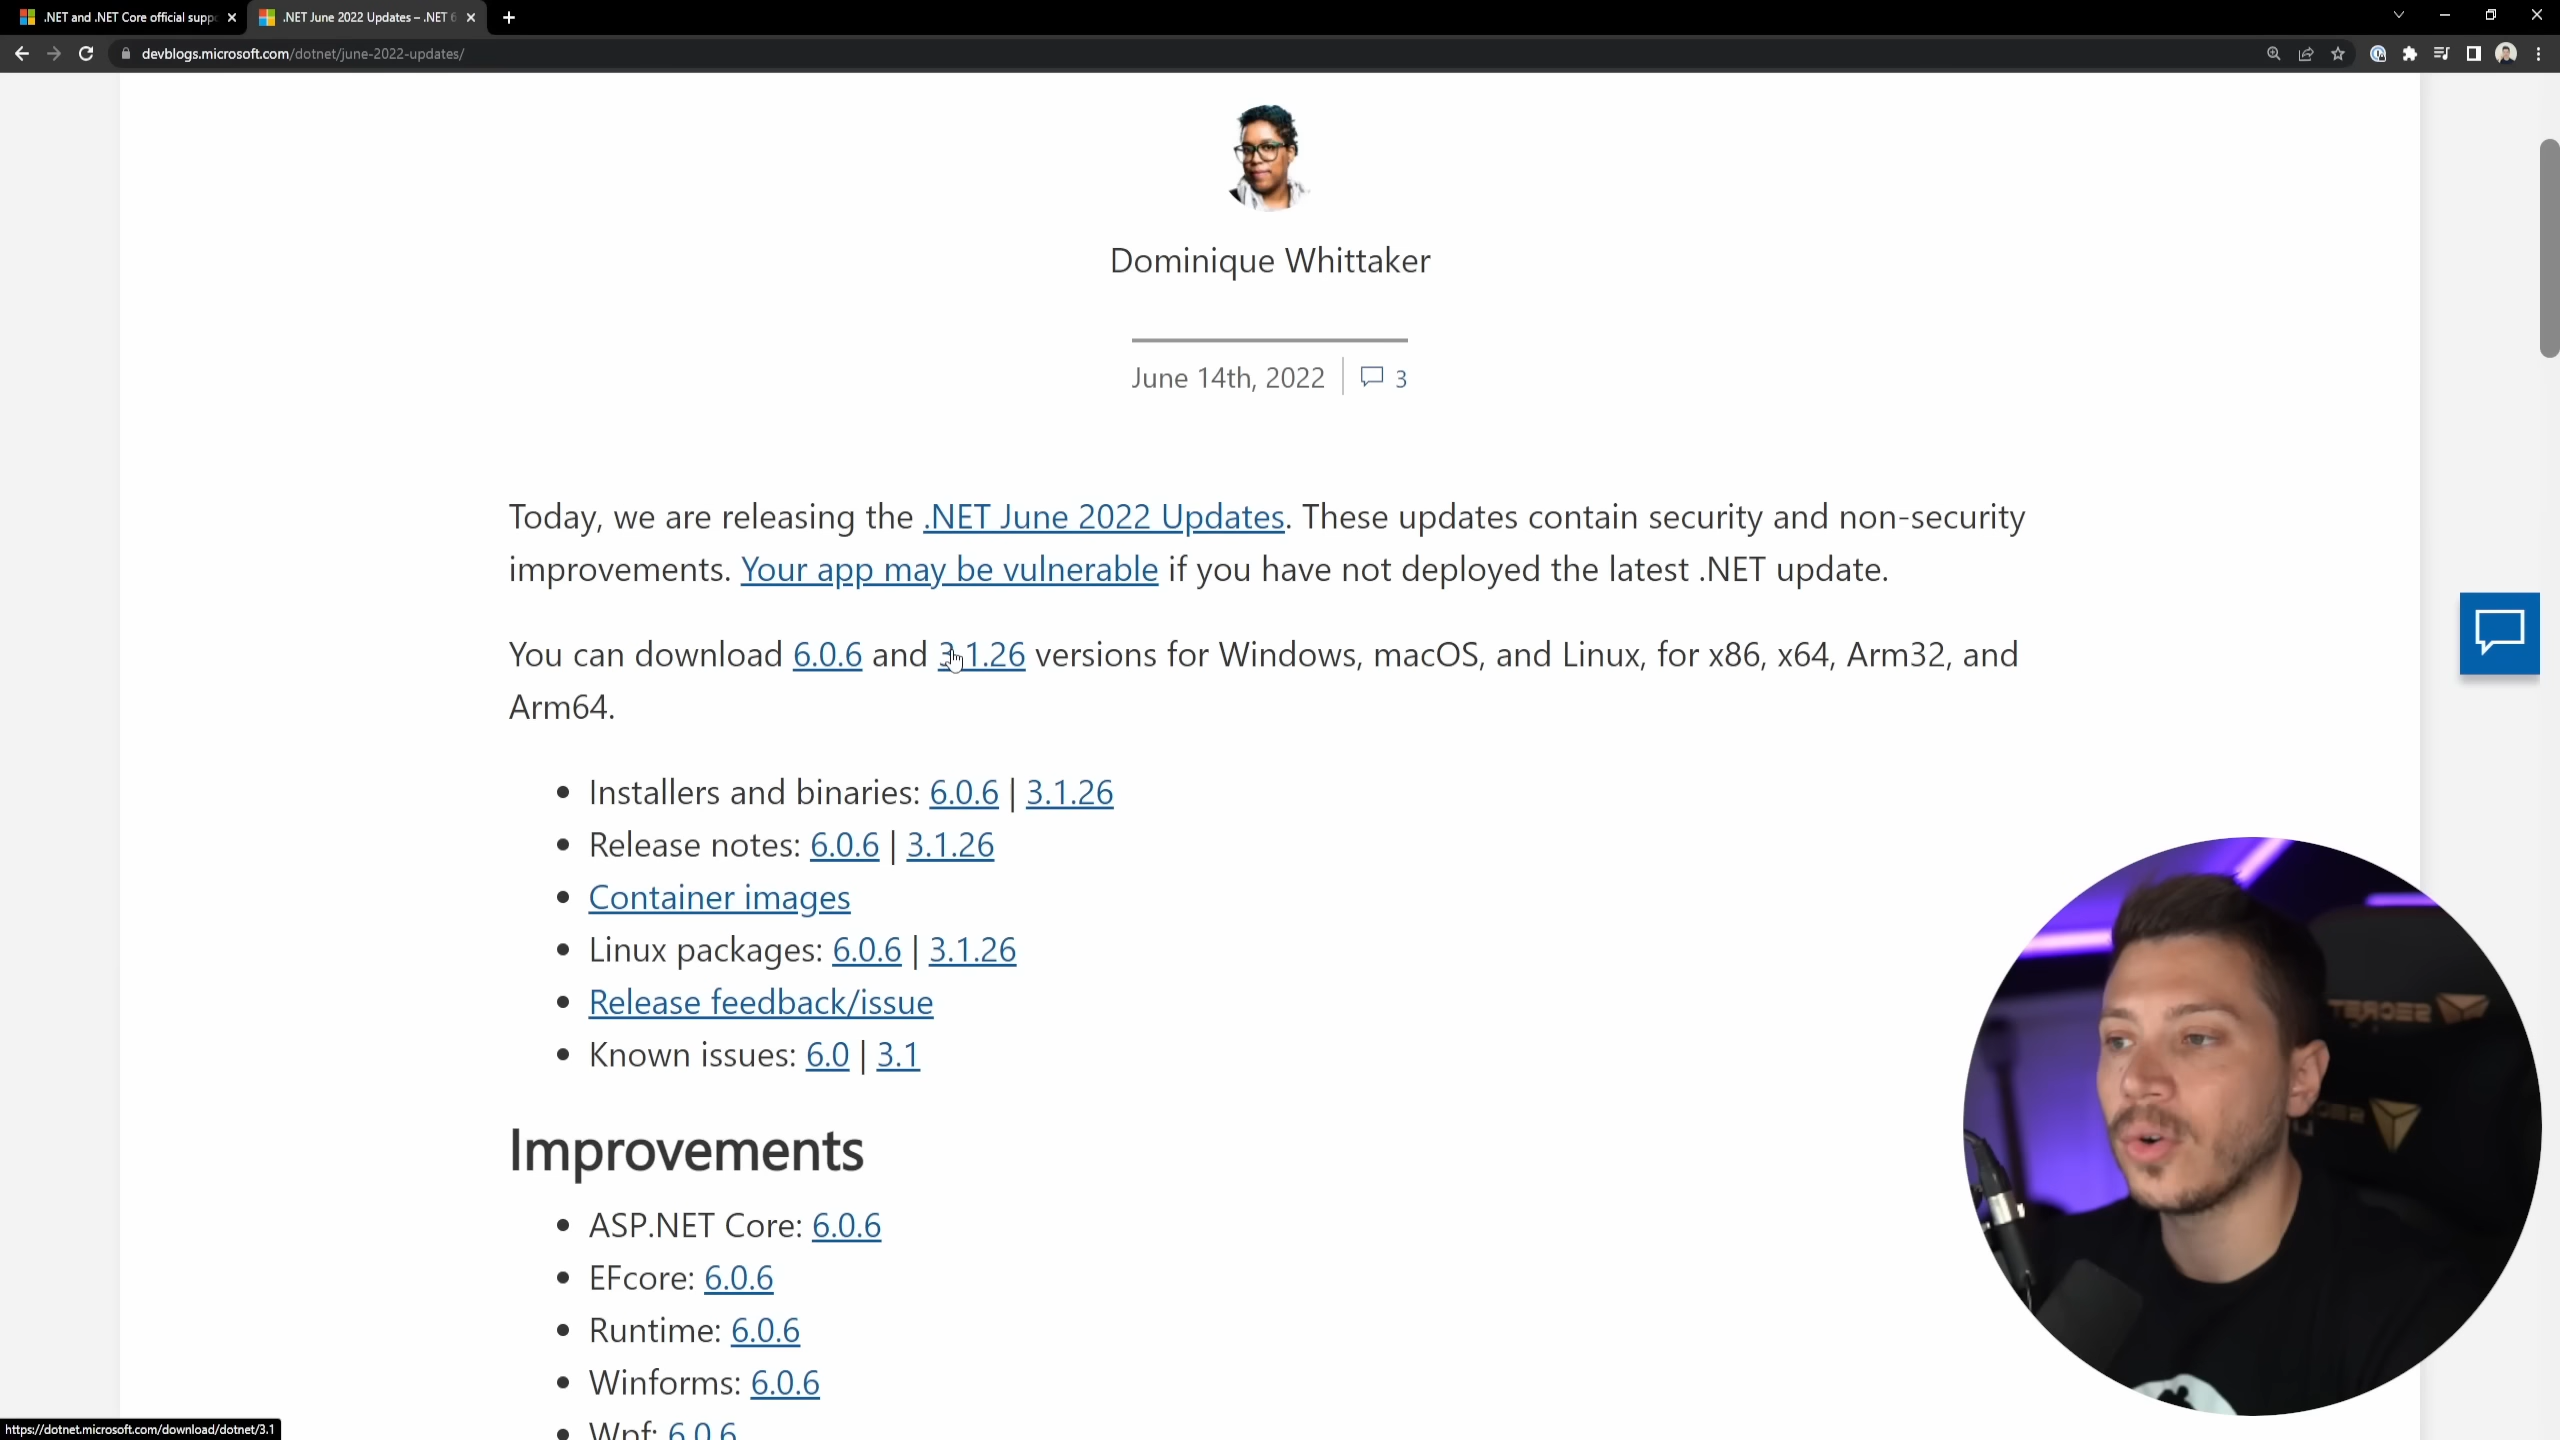 .NET and .NET Core official supp
.NET June 2022 Updates – .NET 6
devblogs.microsoft.com/dotnet/june-2022-updates/
Dominique Whittaker
June 14th, 2022 | 3
Today, we are releasing the .NET June 2022 Updates. These updates contain security and non-security
improvements. Your app may be vulnerable if you have not deployed the latest .NET update.
You can download 6.0.6 and 3.1.26 versions for Windows, macOS, and Linux, for x86, x64, Arm32, and
Arm64.
• Installers and binaries: 6.0.6 | 3.1.26
• Release notes: 6.0.6 | 3.1.26
• Container images
• Linux packages: 6.0.6 | 3.1.26
• Release feedback/issue
• Known issues: 6.0 | 3.1
Improvements
• ASP.NET Core: 6.0.6
• EFcore: 6.0.6
• Runtime: 6.0.6
• Winforms: 6.0.6
• Wpf: 6.0.6
https://dotnet.microsoft.com/download/dotnet/3.1